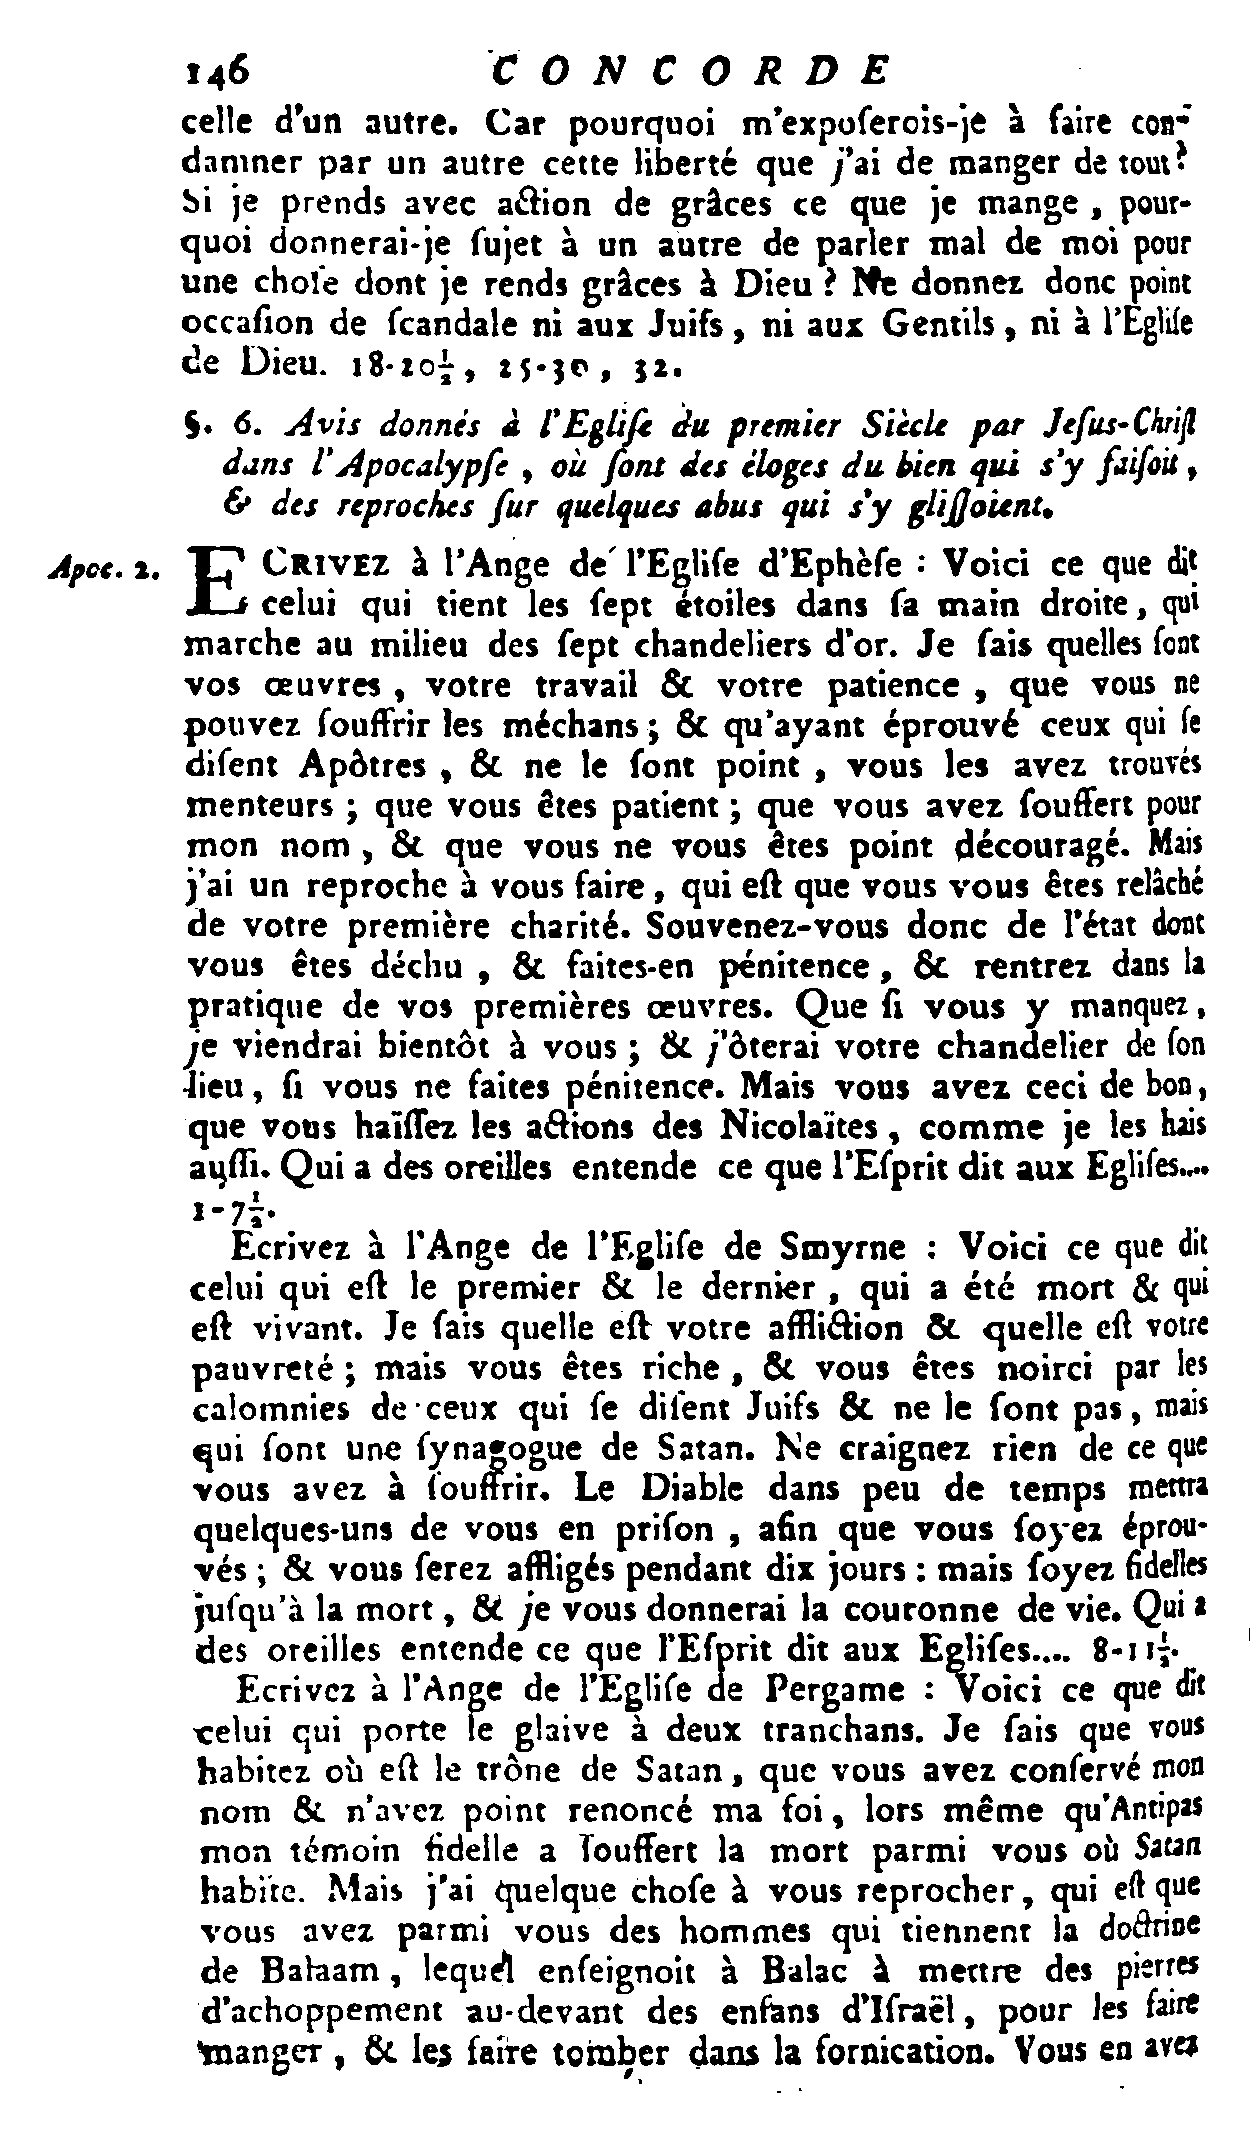 146 CONCORDE
celle d'un autre. Car pourquoi m'expoſerois-je à faire con-
damner par un autre cette liberté que j'ai de manger de tout?
Si je prends avec action de grâces ce que je mange, pour-
quoi donnerai-je ſujet à un autre de parler mal de moi pour
une choſe dont je rends grâces à Dieu? Ne donnez donc point
occaſion de ſcandale ni aux Juifs, ni aux Gentils, ni à l'Egliſe
de Dieu. 18-20½, 25-30, 32.
§. 6. Avis donnés à l'Egliſe du premier Siècle par Jeſus-Chriſt
dans l'Apocalypſe, où ſont des éloges du bien qui s'y faiſoit,
& des reproches ſur quelques abus qui s'y gliſſoient.
Apoc. 2. ECRIVEZ à l'Ange de l'Egliſe d'Ephèſe : Voici ce que dit
celui qui tient les ſept étoiles dans ſa main droite, qui
marche au milieu des ſept chandeliers d'or. Je ſais quelles ſont
vos œuvres, votre travail & votre patience, que vous ne
pouvez ſouffrir les méchans; & qu'ayant éprouvé ceux qui ſe
diſent Apôtres, & ne le ſont point, vous les avez trouvés
menteurs; que vous êtes patient; que vous avez ſouffert pour
mon nom, & que vous ne vous êtes point découragé. Mais
j'ai un reproche à vous faire, qui eſt que vous vous êtes relâché
de votre première charité. Souvenez-vous donc de l'état dont
vous êtes déchu, & faites-en pénitence, & rentrez dans la
pratique de vos premières œuvres. Que ſi vous y manquez,
je viendrai bientôt à vous; & j'ôterai votre chandelier de ſon
lieu, ſi vous ne faites pénitence. Mais vous avez ceci de bon,
que vous haïſſez les actions des Nicolaïtes, comme je les hais
auſſi. Qui a des oreilles entende ce que l'Eſprit dit aux Egliſes....
1-7½.
Ecrivez à l'Ange de l'Egliſe de Smyrne : Voici ce que dit
celui qui eſt le premier & le dernier, qui a été mort & qui
eſt vivant. Je ſais quelle eſt votre affliction & quelle eſt votre
pauvreté; mais vous êtes riche, & vous êtes noirci par les
calomnies de ceux qui ſe diſent Juifs & ne le ſont pas, mais
qui ſont une ſynagogue de Satan. Ne craignez rien de ce que
vous avez à ſouffrir. Le Diable dans peu de temps mettra
quelques-uns de vous en priſon, afin que vous ſoyez éprou-
vés; & vous ſerez affligés pendant dix jours : mais ſoyez fidelles
juſqu'à la mort, & je vous donnerai la couronne de vie. Qui a
des oreilles entende ce que l'Eſprit dit aux Egliſes.... 8-11½.
Ecrivez à l'Ange de l'Egliſe de Pergame : Voici ce que dit
celui qui porte le glaive à deux tranchans. Je ſais que vous
habitez où eſt le trône de Satan, que vous avez conſervé mon
nom & n'avez point renoncé ma foi, lors même qu'Antipas
mon témoin fidelle a ſouffert la mort parmi vous où Satan
habite. Mais j'ai quelque choſe à vous reprocher, qui eſt que
vous avez parmi vous des hommes qui tiennent la doctrine
de Balaam, lequel enſeignoit à Balac à mettre des pierres
d'achoppement au-devant des enfans d'Iſraël, pour les faire
manger, & les faire tomber dans la fornication. Vous en avez